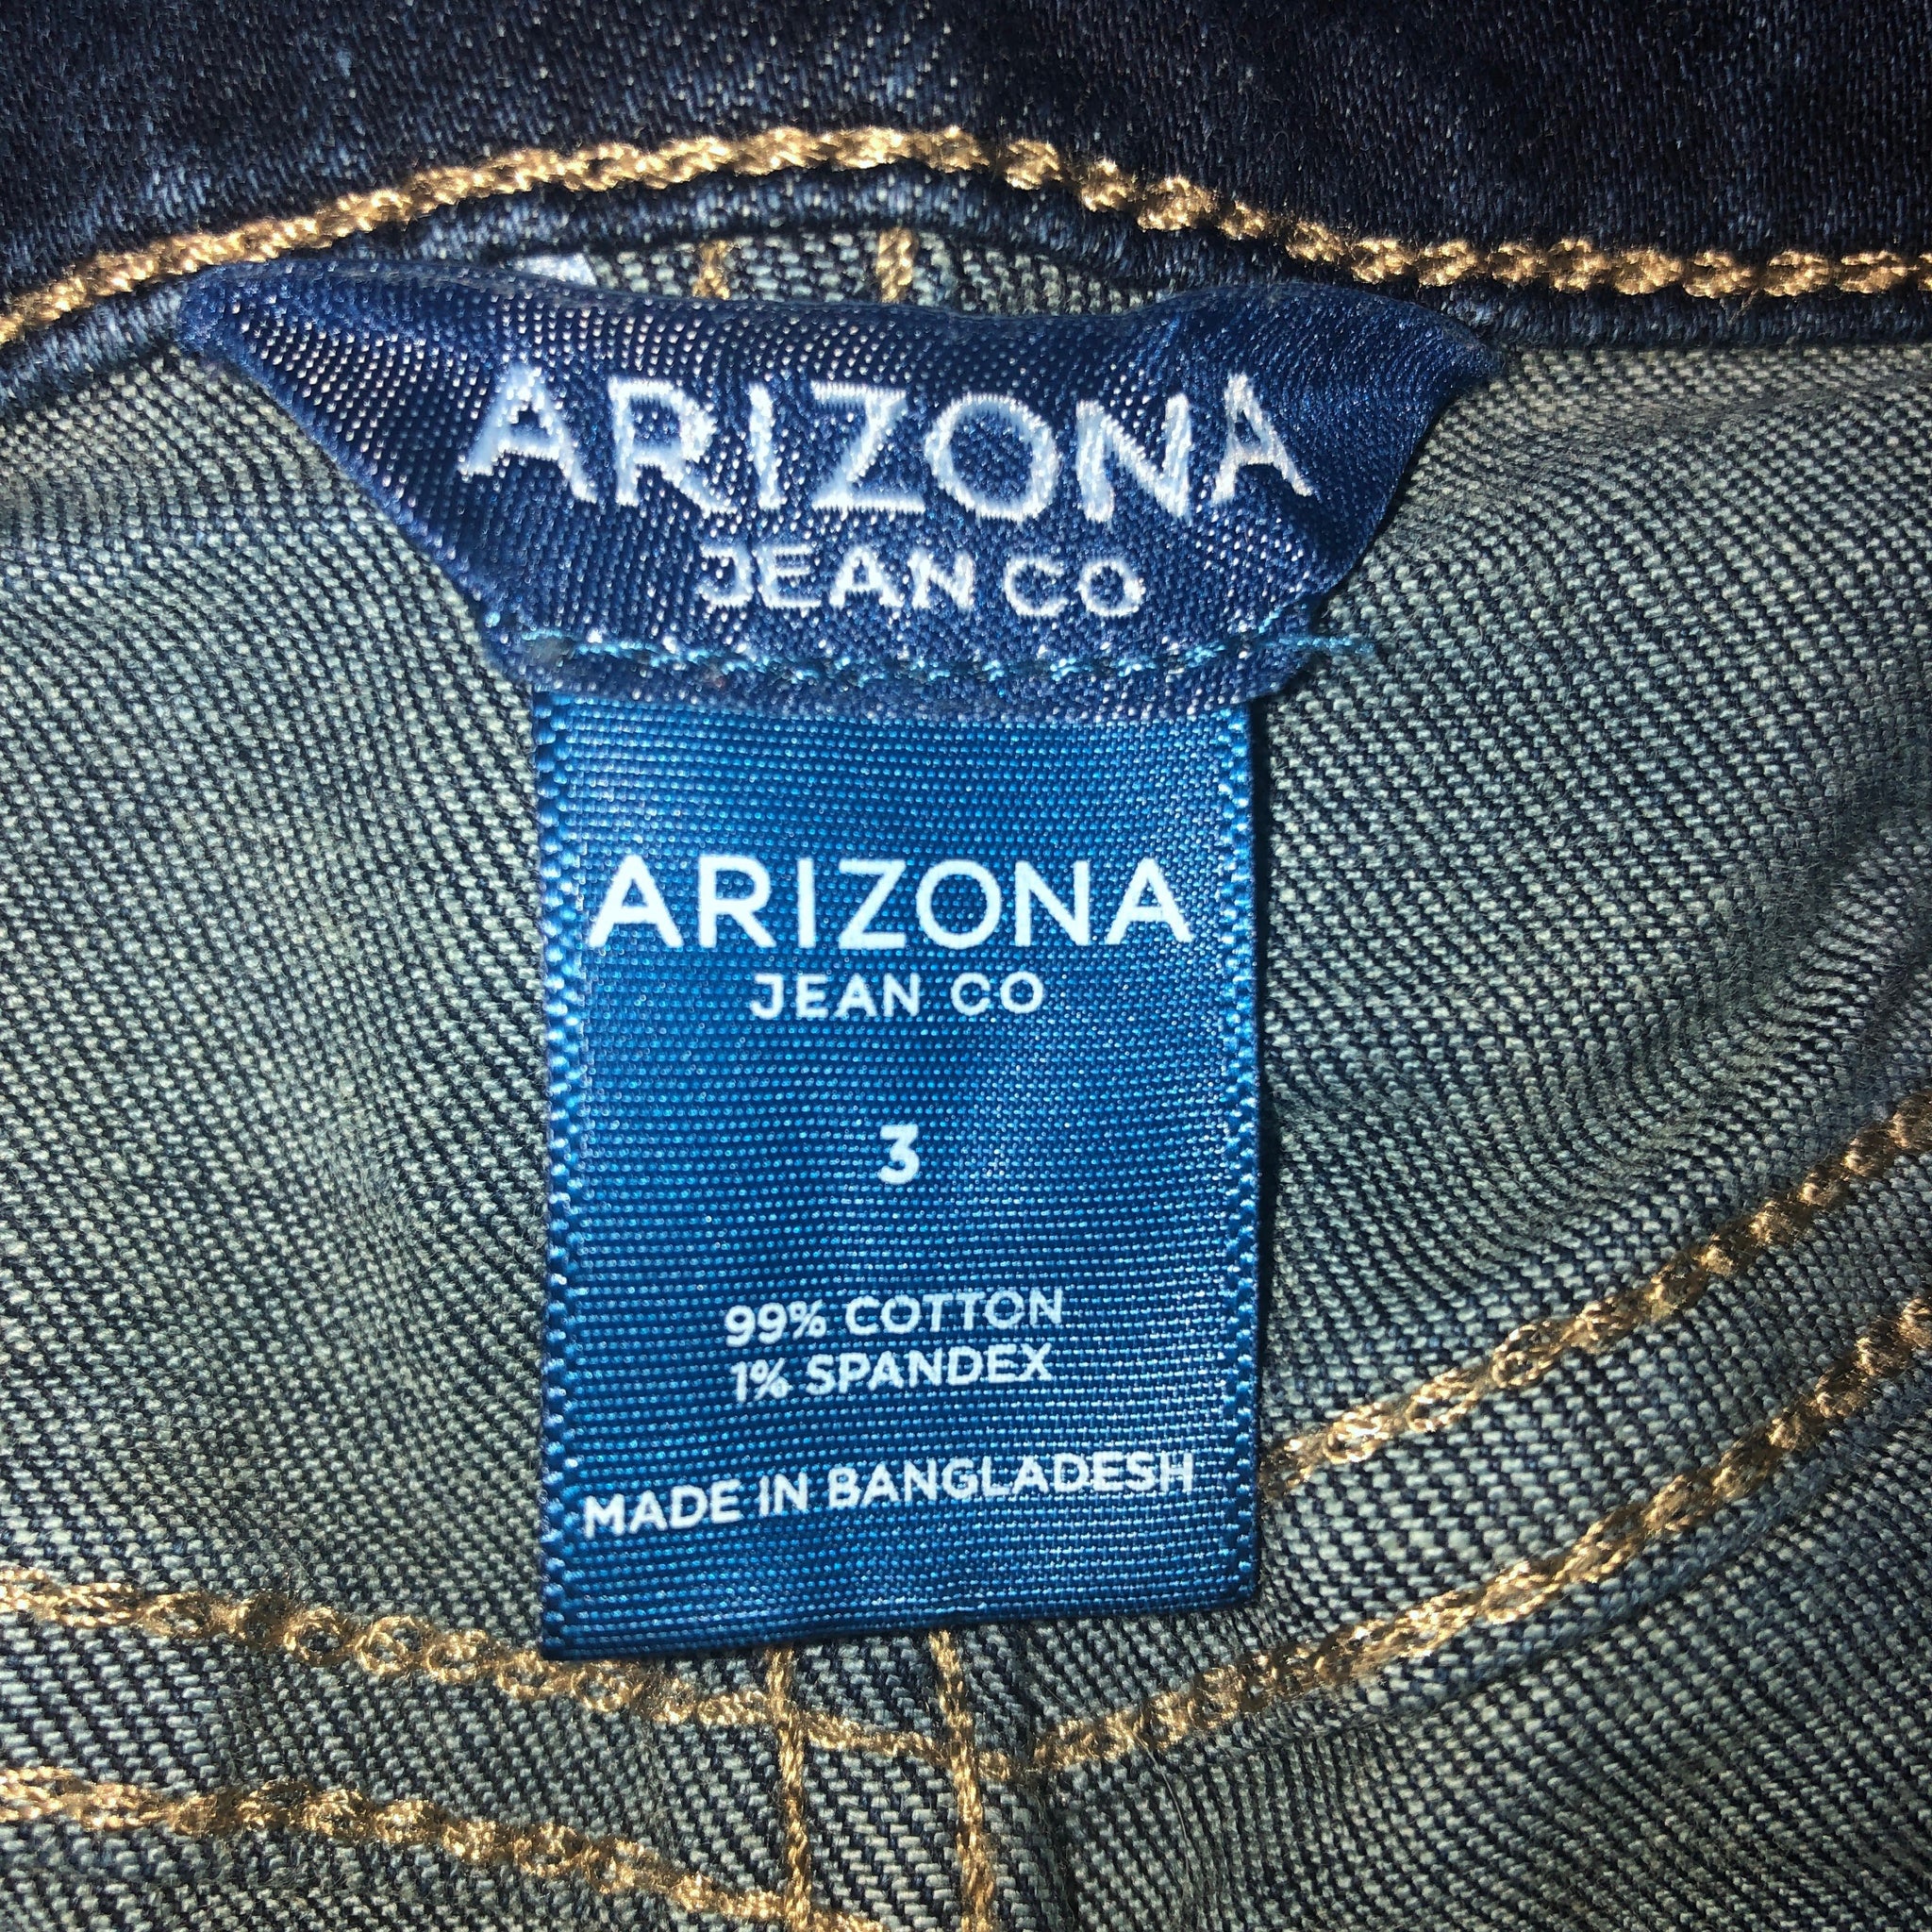 ARIZONA
JEAN CO
ARIZONA
JEAN CO
3
99% COTTON
1% SPANDEX
MADE IN BANGLADESH